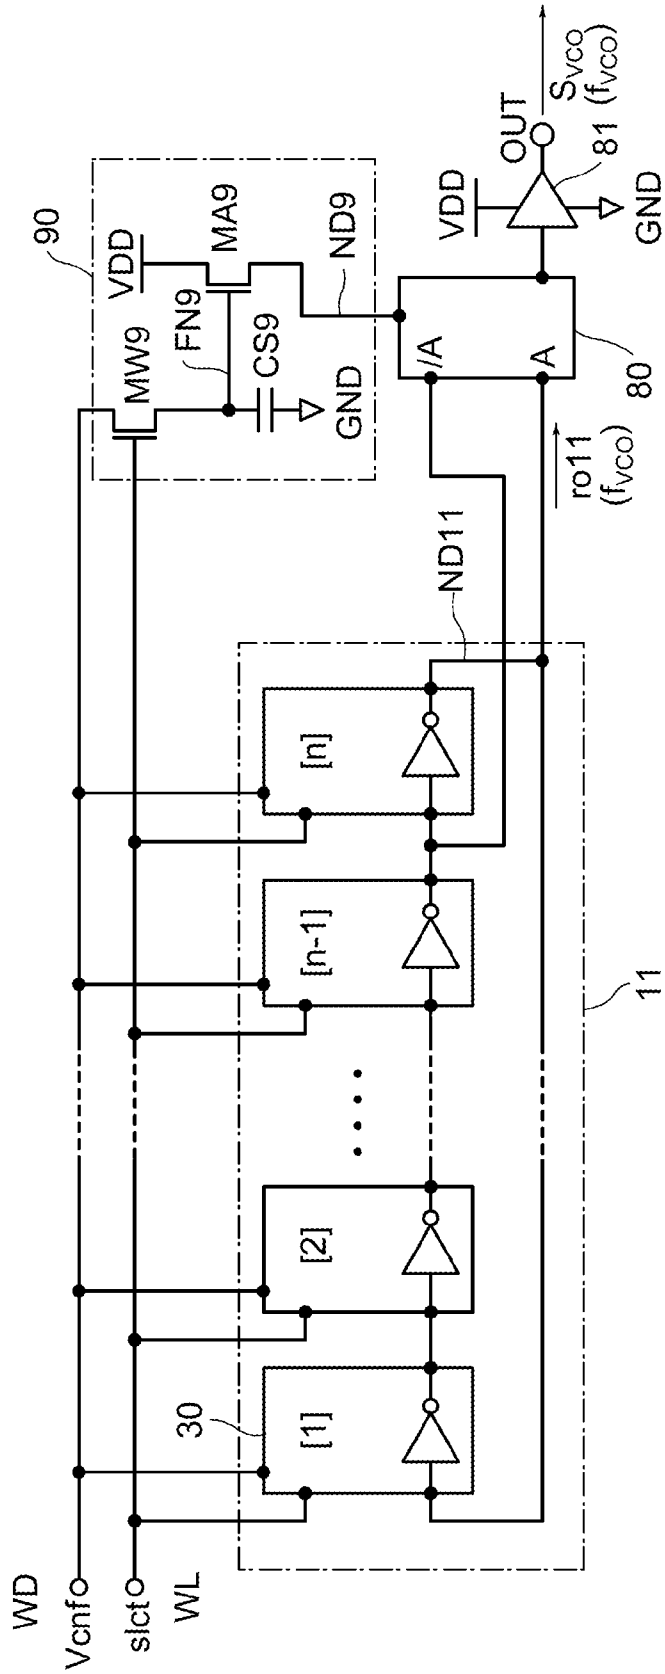 WD
Vcnf
slct
WL
30
[1]
[2]
[n-1]
[n]
11
ND11
ro11
(fVCO)
90
VDD
MW9
FN9
MA9
CS9
GND
ND9
/A
A
80
VDD
OUT
81
GND
SVCO
(fVCO)